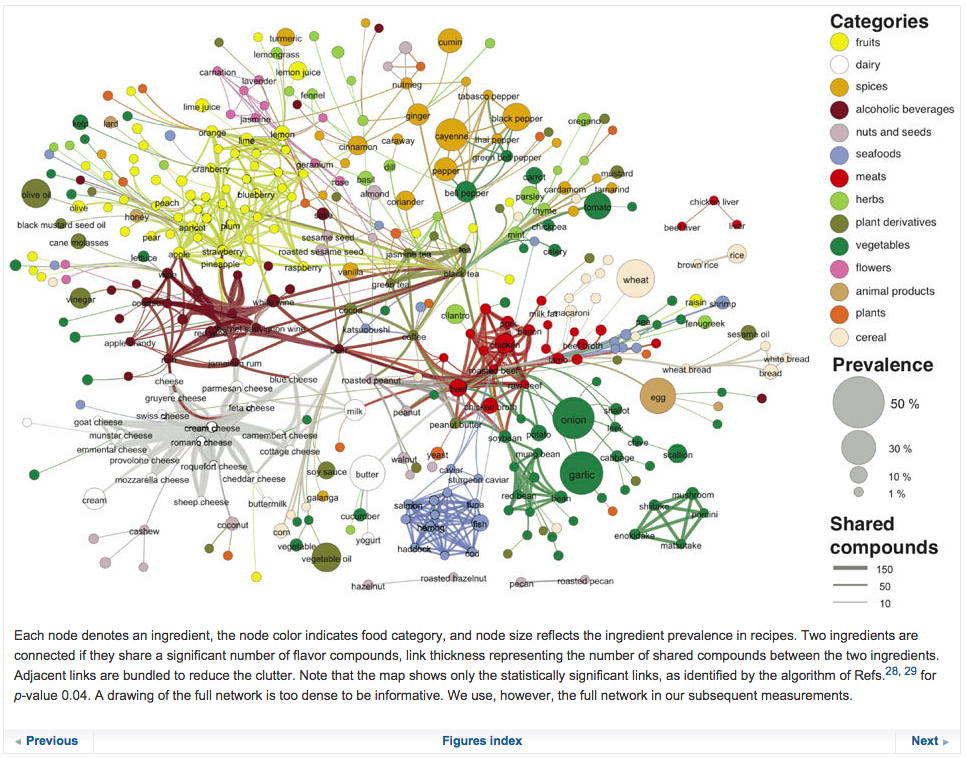 Categories
fruits
dairy
spices
alcoholic beverages
nuts and seeds
seafoods
meats
herbs
plant derivatives
vegetables
flowers
animal products
plants
cereal
Prevalence
50 %
30 %
10 %
1 %
Shared
compounds
150
50
10
turmeric
cumin
lemongrass
carnation
lavender
lemon juice
nutmeg
fennel
tabasco pepper
lime juice
ginger
black pepper
kelp
lard
jasmine
orange
lime
lemon
cayenne
thai pepper
oregano
cinnamon
caraway
green bell pepper
cranberry
geranium
dill
pepper
carrot
mustard
rose
basil
bell pepper
cardamom
tamarind
olive oil
blueberry
almond
parsley
chicken liver
olive
peach
coriander
thyme
tomato
honey
black mustard seed oil
apricot
plum
chickpea
beef liver
liver
cane molasses
pear
sesame seed
mint
lettuce
apple
strawberry
roasted sesame seed
jasmine tea
tea
celery
rice
pineapple
raspberry
vanilla
black tea
brown rice
green tea
wheat
vinegar
white wine
cocoa
cilantro
milk fat
macaroni
raisin
shrimp
katsuobushi
pork
bacon
pea
fenugreek
apple brandy
coffee
chicken
beef broth
sesame oil
rum
jamaican rum
beer
lamb
white bread
cheese
parmesan cheese
blue cheese
roasted peanut
roasted beef
wheat bread
bread
gruyere cheese
beef
raw beef
swiss cheese
feta cheese
milk
peanut
chicken broth
egg
goat cheese
cream cheese
peanut butter
onion
shallot
munster cheese
romano cheese
camembert cheese
soybean
potato
leek
emmental cheese
cottage cheese
chive
provolone cheese
roquefort cheese
walnut
yeast
mung bean
cabbage
scallion
mozzarella cheese
cheddar cheese
soy sauce
butter
caviar
sturgeon caviar
garlic
cream
sheep cheese
buttermilk
galanga
salmon
tuna
red bean
bean
mushroom
shiitake
porcini
cashew
coconut
corn
cucumber
herring
fish
enokidake
vegetable
yogurt
haddock
cod
matsutake
vegetable oil
hazelnut
roasted hazelnut
pecan
roasted pecan
Each node denotes an ingredient, the node color indicates food category, and node size reflects the ingredient prevalence in recipes. Two ingredients are
connected if they share a significant number of flavor compounds, link thickness representing the number of shared compounds between the two ingredients.
Adjacent links are bundled to reduce the clutter. Note that the map shows only the statistically significant links, as identified by the algorithm of Refs.28, 29 for
p-value 0.04. A drawing of the full network is too dense to be informative. We use, however, the full network in our subsequent measurements.
◂ Previous
Figures index
Next ▸